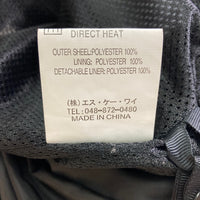 DIRECT HEAT
OUTER SHELL:POLYESTER 100%
LINING: POLYESTER 100%
DETACHABLE LINER:POLYESTER 100%
(株)エス・ケー・ワイ
TEL:048-872-0480
MADE IN CHINA